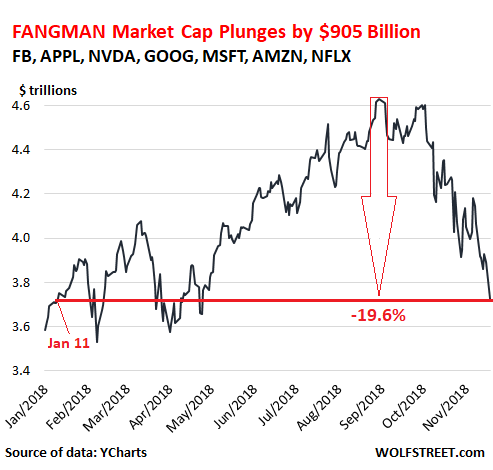 FANGMAN Market Cap Plunges by $905 Billion
FB, APPL, NVDA, GOOG, MSFT, AMZN, NFLX
$ trillions
4.6
4.4
4.2
4.0
3.8
3.6
3.4
-19.6%
Jan 11
Jan/2018
Feb/2018
Mar/2018
Apr/2018
May/2018
Jun/2018
Jul/2018
Aug/2018
Sep/2018
Oct/2018
Nov/2018
Source of data: YCharts
WOLFSTREET.com